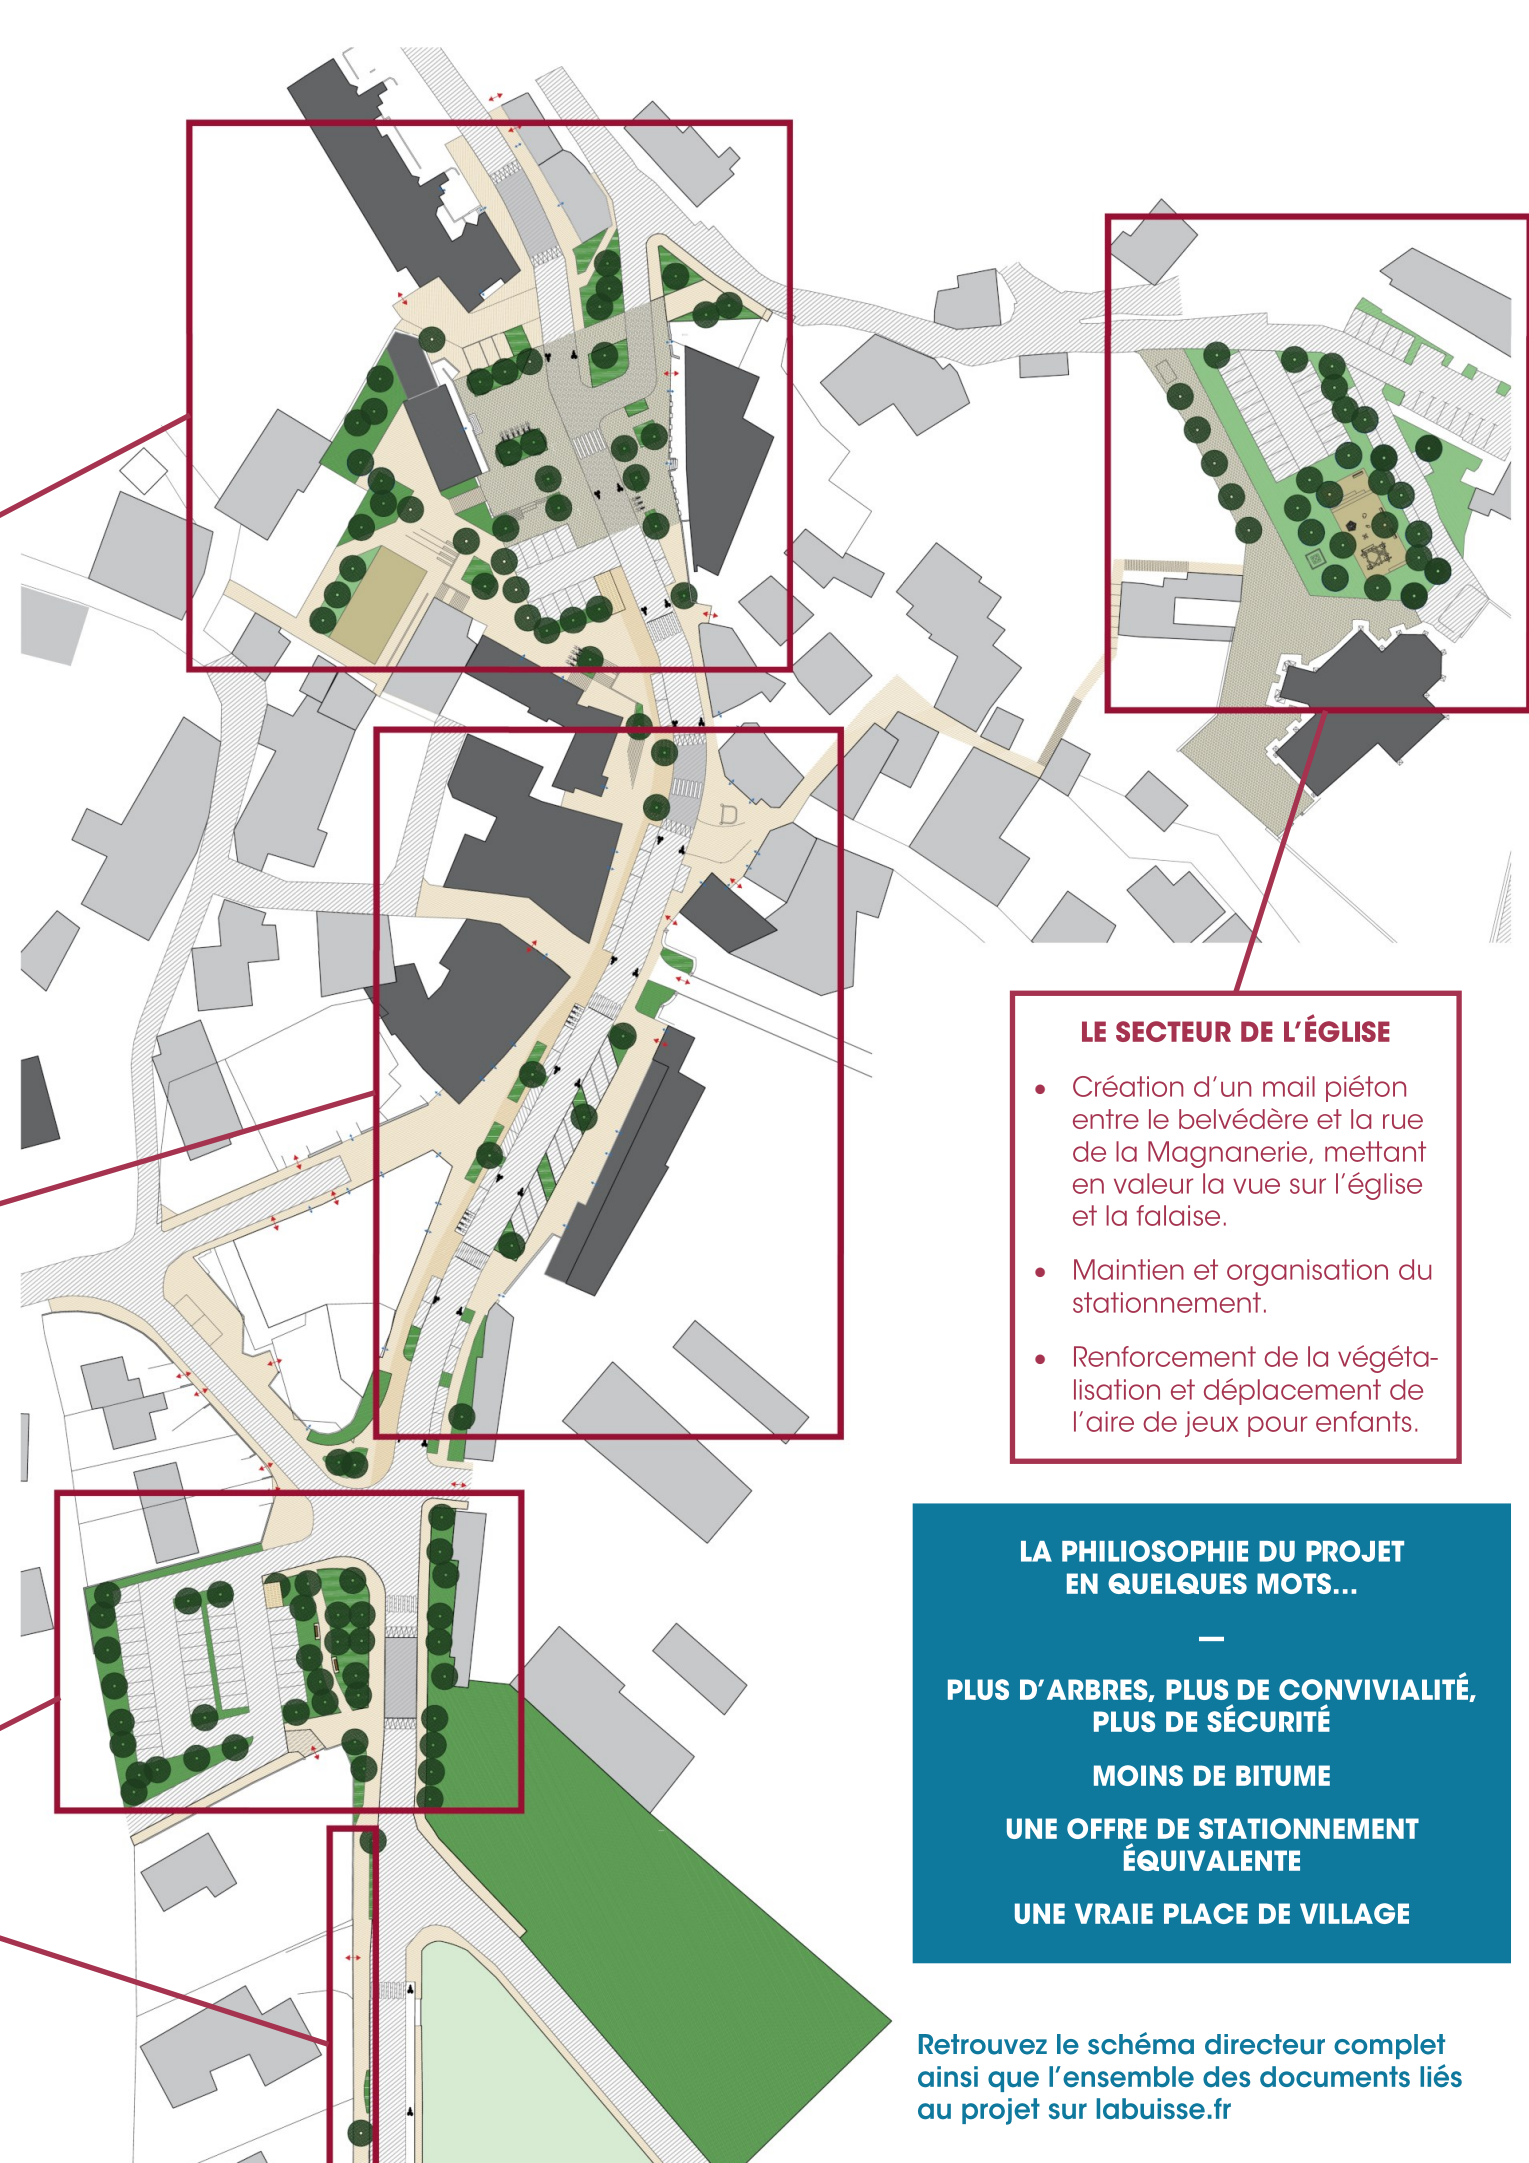 LE SECTEUR DE L'ÉGLISE
• Création d'un mail piéton
entre le belvédère et la rue
de la Magnanerie, mettant
en valeur la vue sur l'église
et la falaise.
• Maintien et organisation du
stationnement.
• Renforcement de la végéta-
lisation et déplacement de
l'aire de jeux pour enfants.
LA PHILIOSOPHIE DU PROJET
EN QUELQUES MOTS...
—
PLUS D'ARBRES, PLUS DE CONVIVIALITÉ,
PLUS DE SÉCURITÉ
MOINS DE BITUME
UNE OFFRE DE STATIONNEMENT
ÉQUIVALENTE
UNE VRAIE PLACE DE VILLAGE
Retrouvez le schéma directeur complet
ainsi que l'ensemble des documents liés
au projet sur labuisse.fr